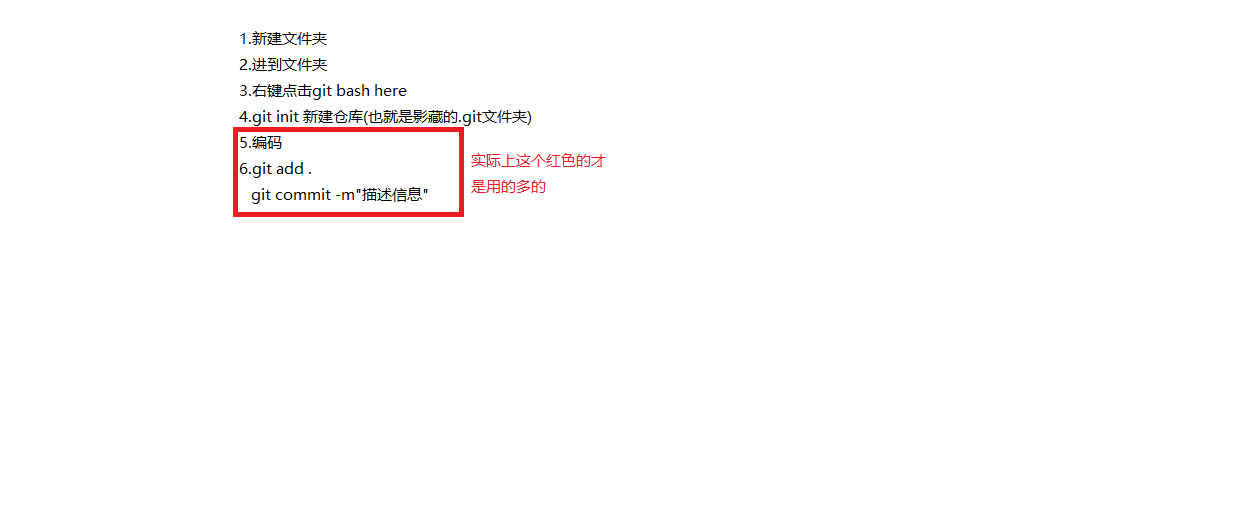 1.新建文件夹
2.进到文件夹
3.右键点击git bash here
4.git init 新建仓库(也就是影藏的.git文件夹)
5.编码
6.git add .
git commit -m"描述信息"
实际上这个红色的才
是用的多的